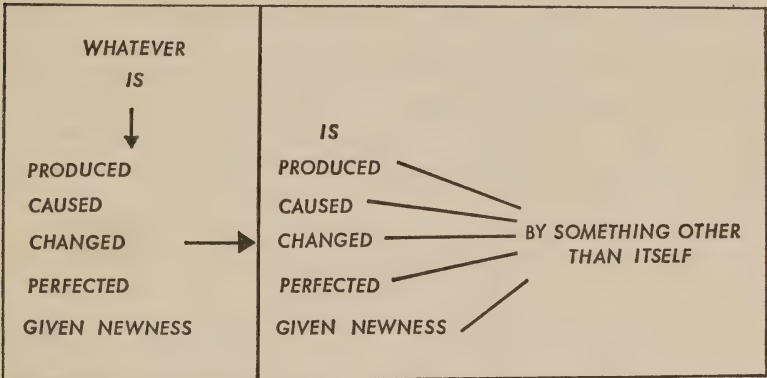 WHATEVER
IS
PRODUCED
CAUSED
CHANGED
PERFECTED
GIVEN NEWNESS
IS
PRODUCED
CAUSED
CHANGED
PERFECTED
GIVEN NEWNESS
BY SOMETHING OTHER
THAN ITSELF